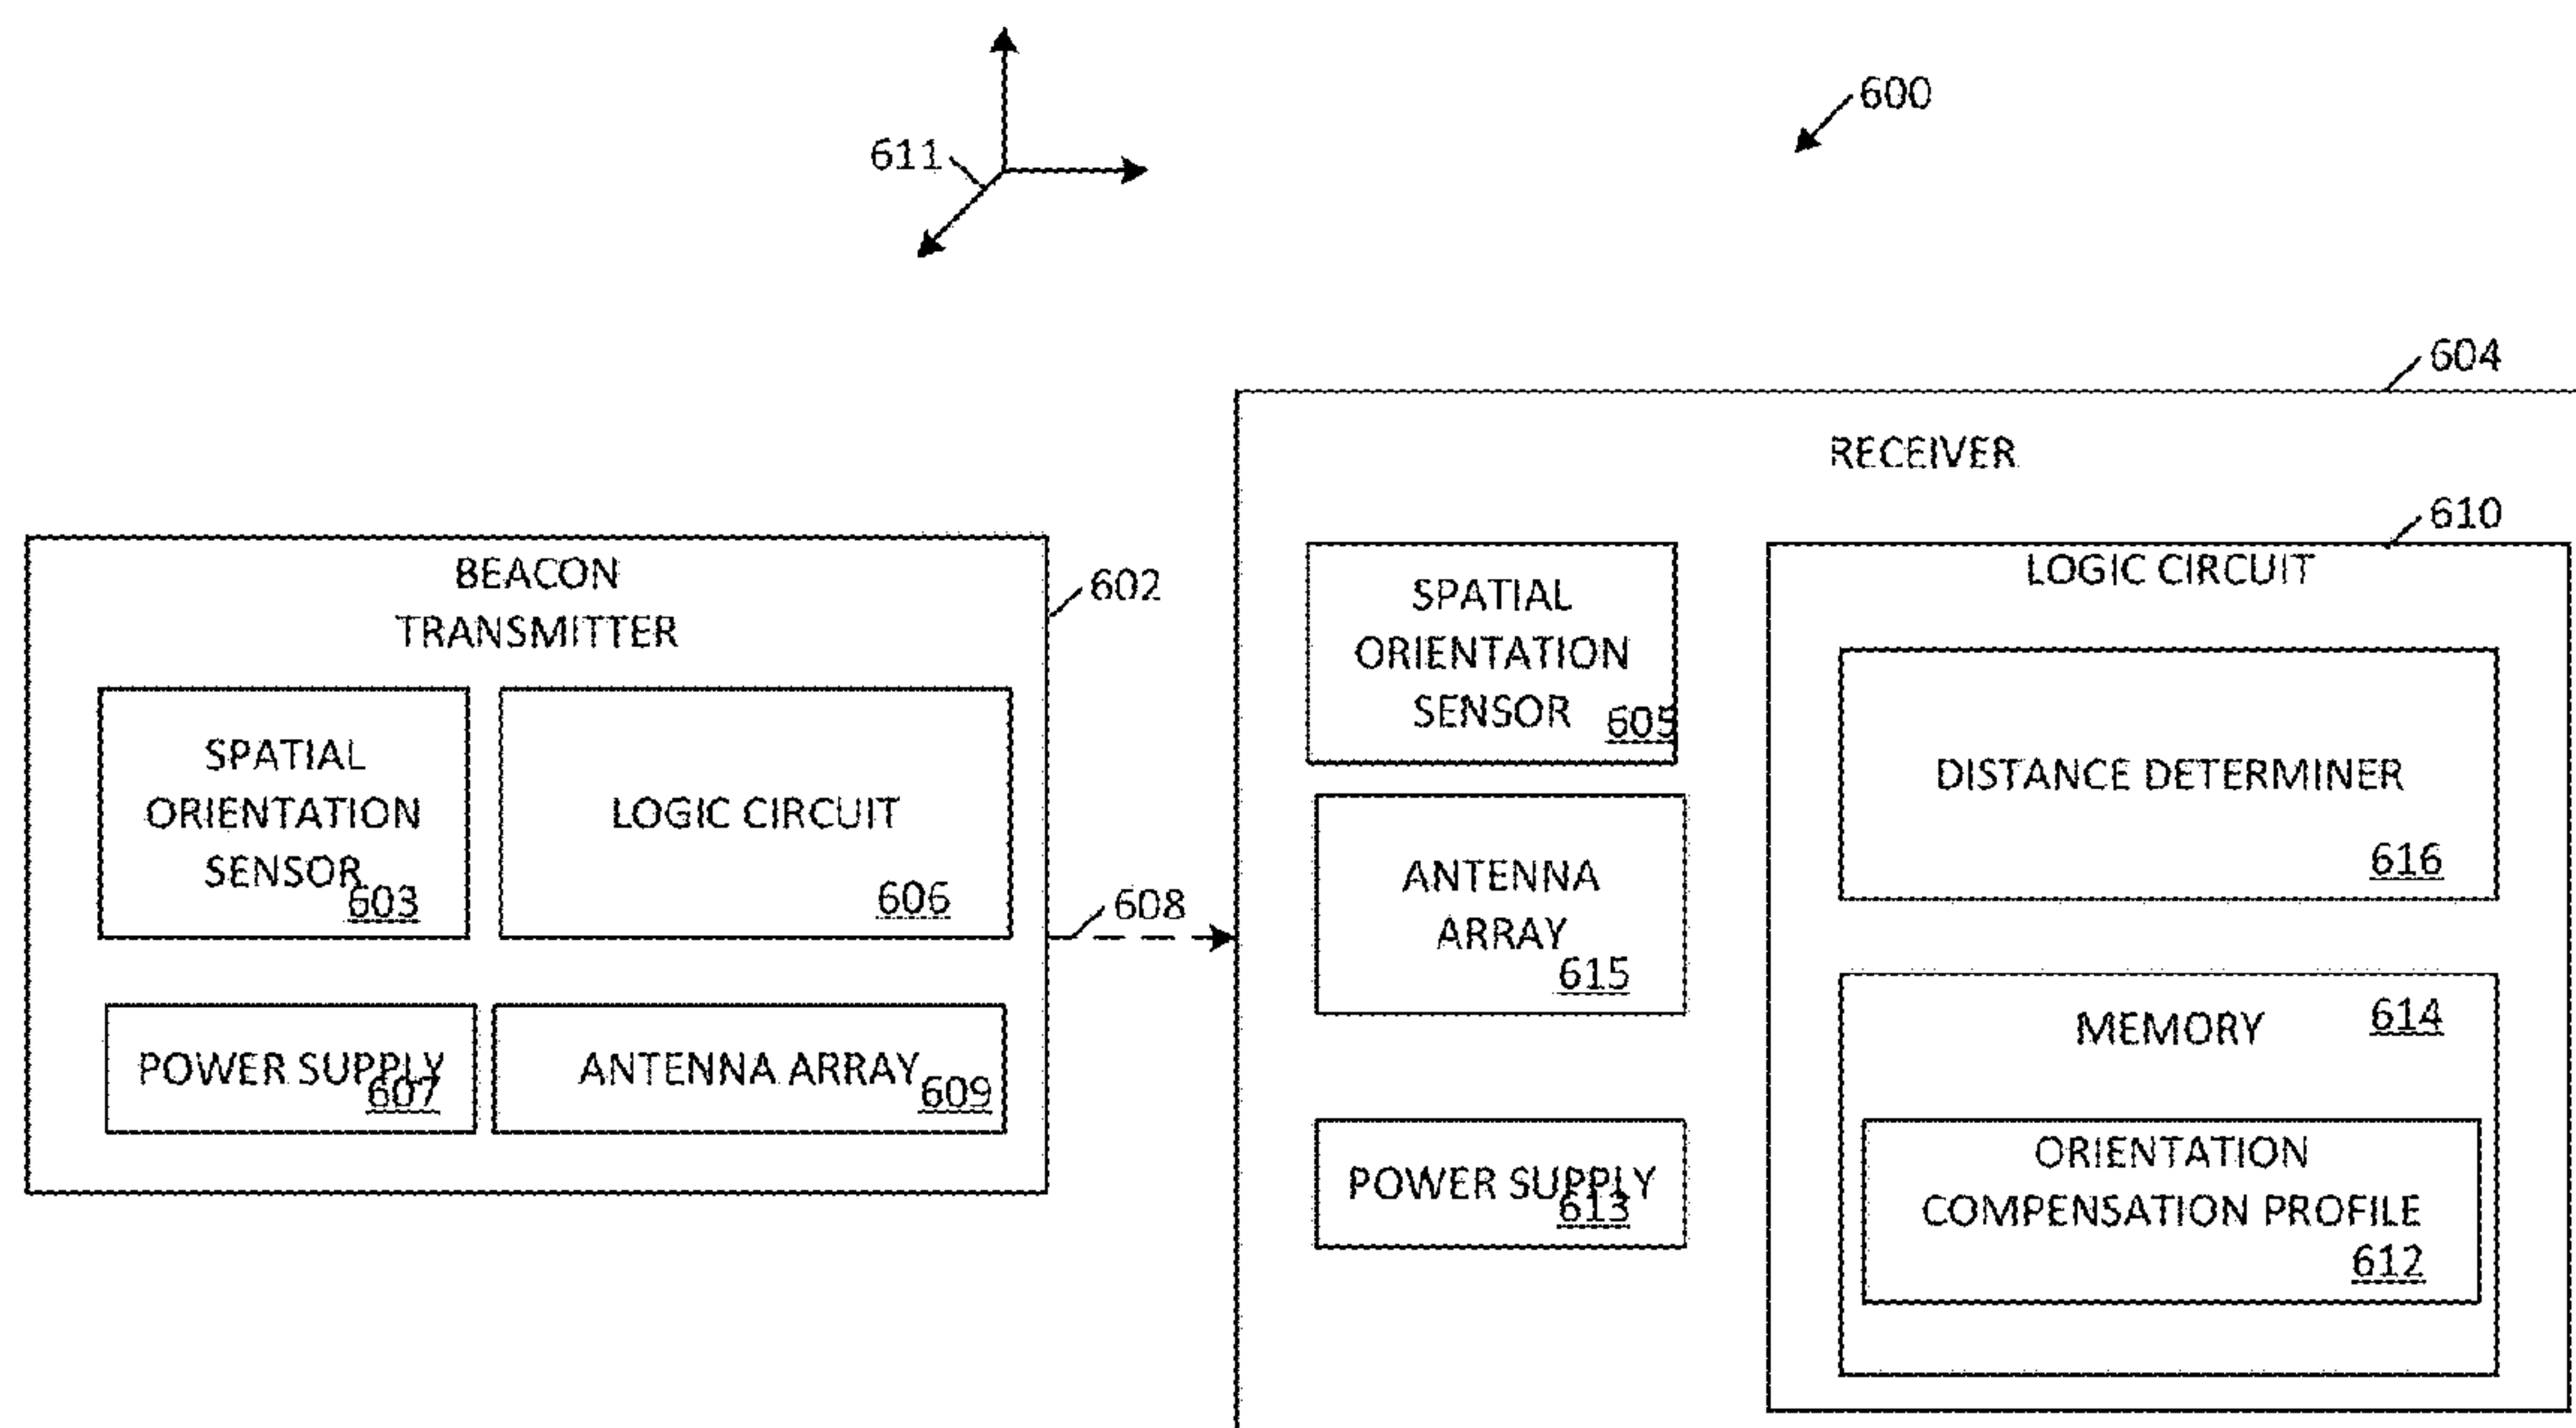 600
611
604
RECEIVER
610
LOGIC CIRCUIT
BEACON
TRANSMITTER
602
SPATIAL
ORIENTATION
SENSOR
605
DISTANCE DETERMINER
616
SPATIAL
ORIENTATION
SENSOR
603
LOGIC CIRCUIT
606
608
ANTENNA
ARRAY
615
MEMORY
614
POWER SUPPLY
607
ANTENNA ARRAY
609
POWER SUPPLY
613
ORIENTATION
COMPENSATION PROFILE
612